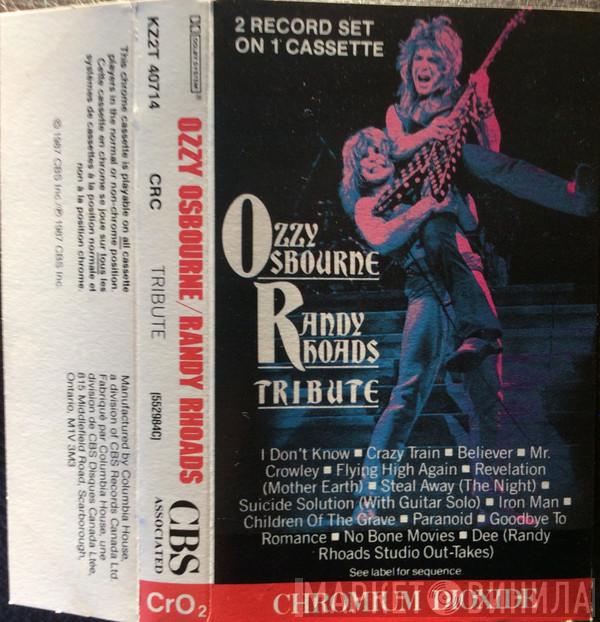 2 RECORD SET
ON 1 CASSETTE
OZZY
OSBOURNE
RANDY
RHOADS
TRIBUTE
I Don't Know ■ Crazy Train ■ Believer ■ Mr.
Crowley ■ Flying High Again ■ Revelation
(Mother Earth) ■ Steal Away (The Night) ■
Suicide Solution (With Guitar Solo) ■ Iron Man ■
Children Of The Grave ■ Paranoid ■ Goodbye To
Romance ■ No Bone Movies ■ Dee (Randy
Rhoads Studio Out-Takes)
See label for sequence
CHROMIUM DIOXIDE
МАРКЕТ ВИНИЛА
DOLBY SYSTEM
KZ2T 40714
CRC
TRIBUTE
[552984C]
OZZY OSBOURNE/RANDY RHOADS
CBS
ASSOCIATED
CrO2
This chrome cassette is playable on all cassette
players in the normal or non-chrome position.
Cette cassette en chrome se joue sur tous les
systèmes de cassettes à la position normale et
non à la position chrome.
© 1987 CBS Inc./℗ 1987 CBS Inc.
Manufactured by Columbia House,
a division of CBS Records Canada Ltd.
Fabriqué par Columbia House, une
division de CBS Disques Canada Ltée,
815 Middlefield Road, Scarborough,
Ontario, M1V 3M3